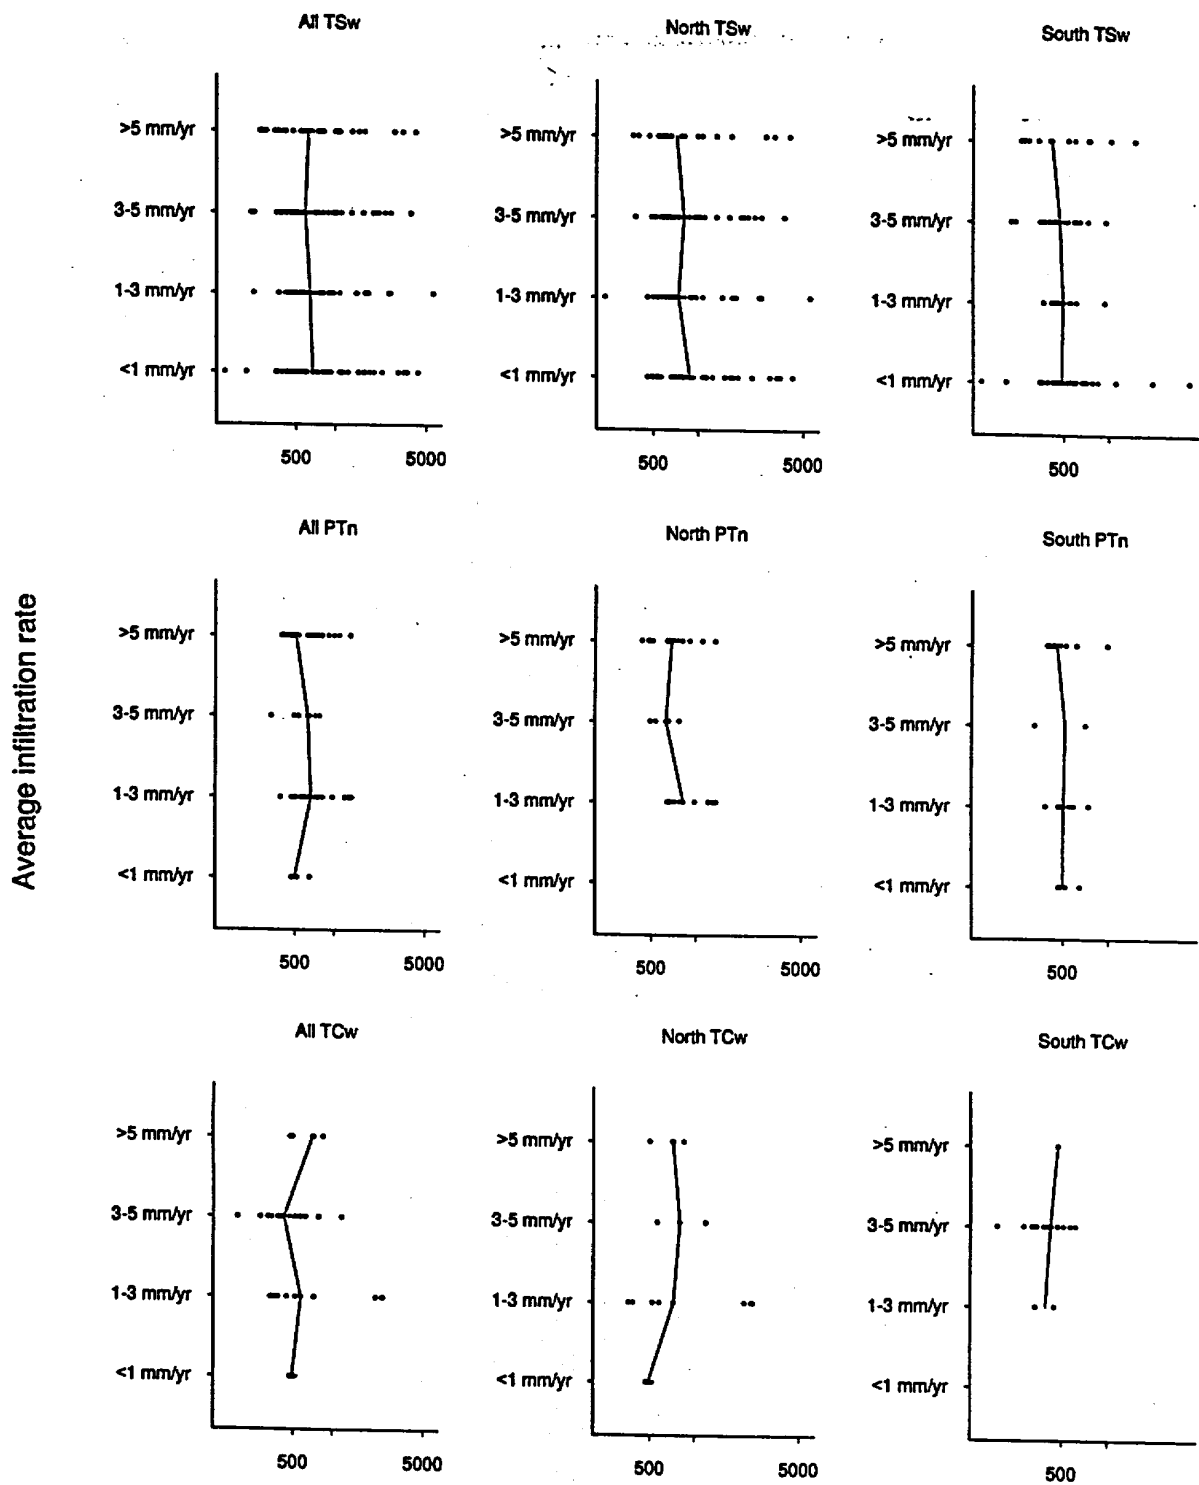 All TSw
North TSw
South TSw
>5 mm/yr
3-5 mm/yr
1-3 mm/yr
<1 mm/yr
500 5000
>5 mm/yr
3-5 mm/yr
1-3 mm/yr
<1 mm/yr
500 5000
>5 mm/yr
3-5 mm/yr
1-3 mm/yr
<1 mm/yr
500
Average infiltration rate
All PTn
North PTn
South PTn
>5 mm/yr
3-5 mm/yr
1-3 mm/yr
<1 mm/yr
500 5000
>5 mm/yr
3-5 mm/yr
1-3 mm/yr
<1 mm/yr
500 5000
>5 mm/yr
3-5 mm/yr
1-3 mm/yr
<1 mm/yr
500
All TCw
North TCw
South TCw
>5 mm/yr
3-5 mm/yr
1-3 mm/yr
<1 mm/yr
500 5000
>5 mm/yr
3-5 mm/yr
1-3 mm/yr
<1 mm/yr
500 5000
>5 mm/yr
3-5 mm/yr
1-3 mm/yr
<1 mm/yr
500